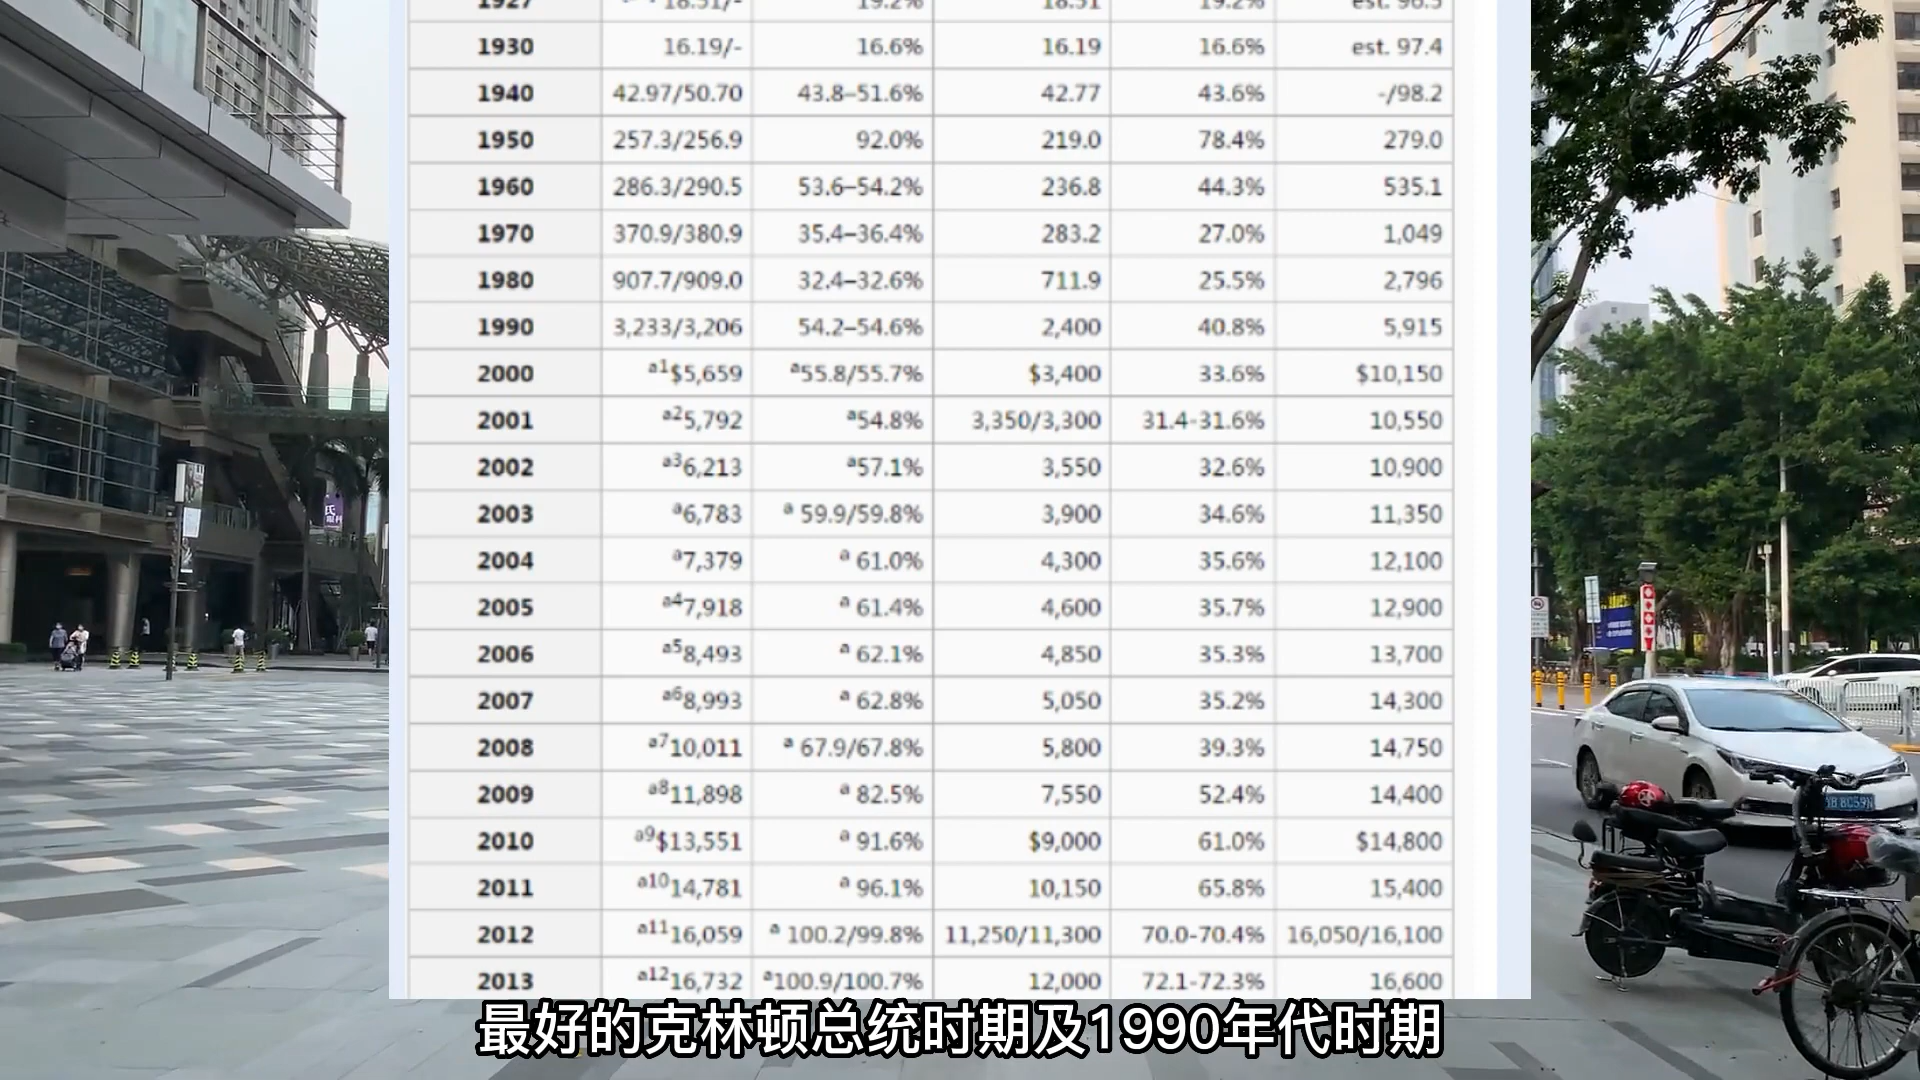 1927 18.51/- 19.2% 18.51 19.2% est. 96.5
1930 16.19/- 16.6% 16.19 16.6% est. 97.4
1940 42.97/50.70 43.8–51.6% 42.77 43.6% -/98.2
1950 257.3/256.9 92.0% 219.0 78.4% 279.0
1960 286.3/290.5 53.6–54.2% 236.8 44.3% 535.1
1970 370.9/380.9 35.4–36.4% 283.2 27.0% 1,049
1980 907.7/909.0 32.4–32.6% 711.9 25.5% 2,796
1990 3,233/3,206 54.2–54.6% 2,400 40.8% 5,915
2000 a1$5,659 a55.8/55.7% $3,400 33.6% $10,150
2001 a25,792 a54.8% 3,350/3,300 31.4-31.6% 10,550
2002 a36,213 a57.1% 3,550 32.6% 10,900
2003 a6,783 a 59.9/59.8% 3,900 34.6% 11,350
2004 a7,379 a 61.0% 4,300 35.6% 12,100
2005 a47,918 a 61.4% 4,600 35.7% 12,900
2006 a58,493 a 62.1% 4,850 35.3% 13,700
2007 a68,993 a 62.8% 5,050 35.2% 14,300
2008 a710,011 a 67.9/67.8% 5,800 39.3% 14,750
2009 a811,898 a 82.5% 7,550 52.4% 14,400
2010 a9$13,551 a 91.6% $9,000 61.0% $14,800
2011 a1014,781 a 96.1% 10,150 65.8% 15,400
2012 a1116,059 a 100.2/99.8% 11,250/11,300 70.0-70.4% 16,050/16,100
2013 a1216,732 a100.9/100.7% 12,000 72.1-72.3% 16,600
最好的克林顿总统时期及1990年代时期